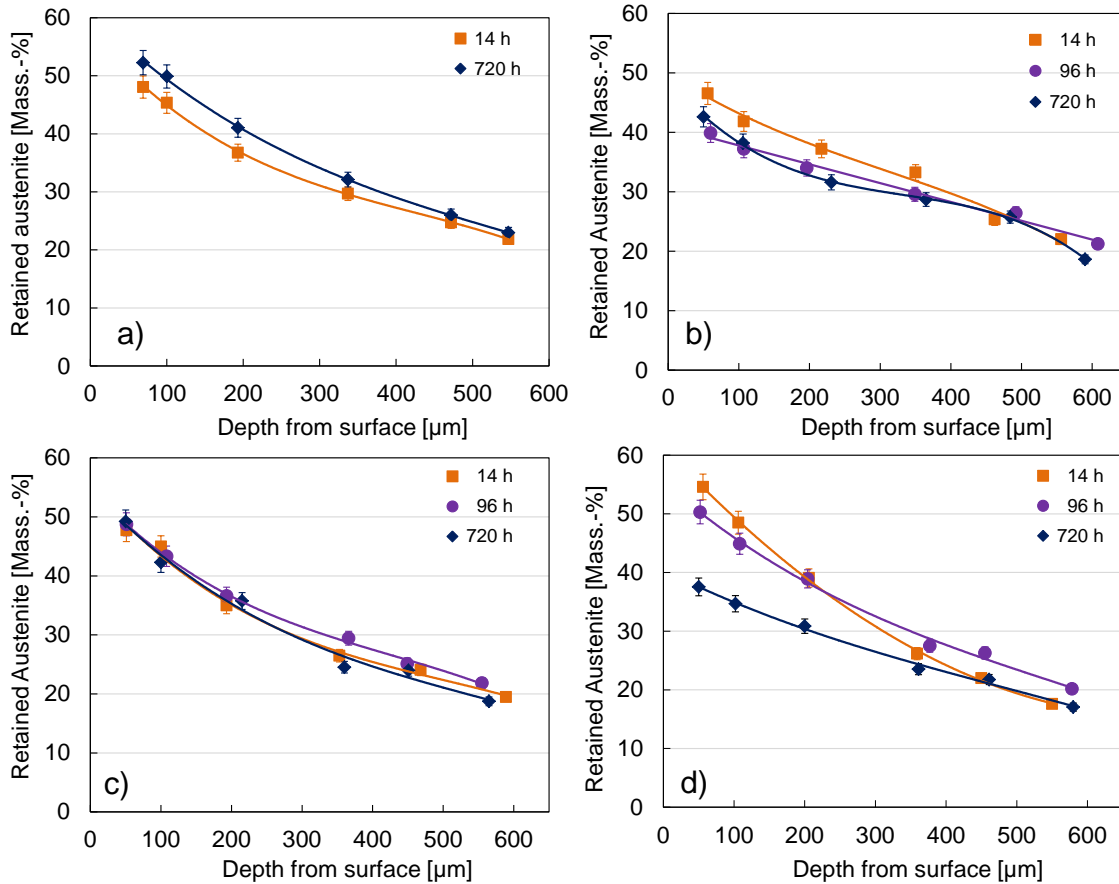 60
50
40
30
20
10
0
Retained austenite [Mass.-%]
14 h
720 h
a)
0 100 200 300 400 500 600
Depth from surface [µm]
60
50
40
30
20
10
0
Retained Austenite [Mass.-%]
14 h
96 h
720 h
b)
0 100 200 300 400 500 600
Depth from surface [µm]
60
50
40
30
20
10
0
Retained Austenite [Mass.-%]
14 h
96 h
720 h
c)
0 100 200 300 400 500 600
Depth from surface [µm]
60
50
40
30
20
10
0
Retained Austenite [Mass.-%]
14 h
96 h
720 h
d)
0 100 200 300 400 500 600
Depth from surface [µm]